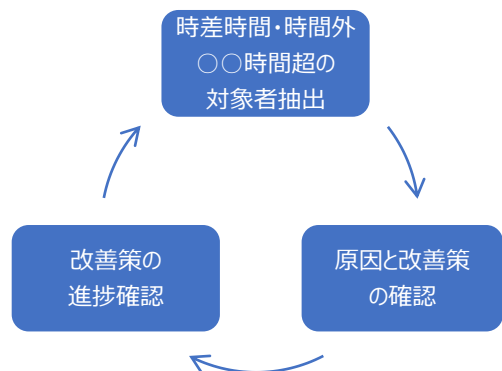 時差時間・時間外
○○時間超の
対象者抽出
原因と改善策
の確認
改善策の
進捗確認